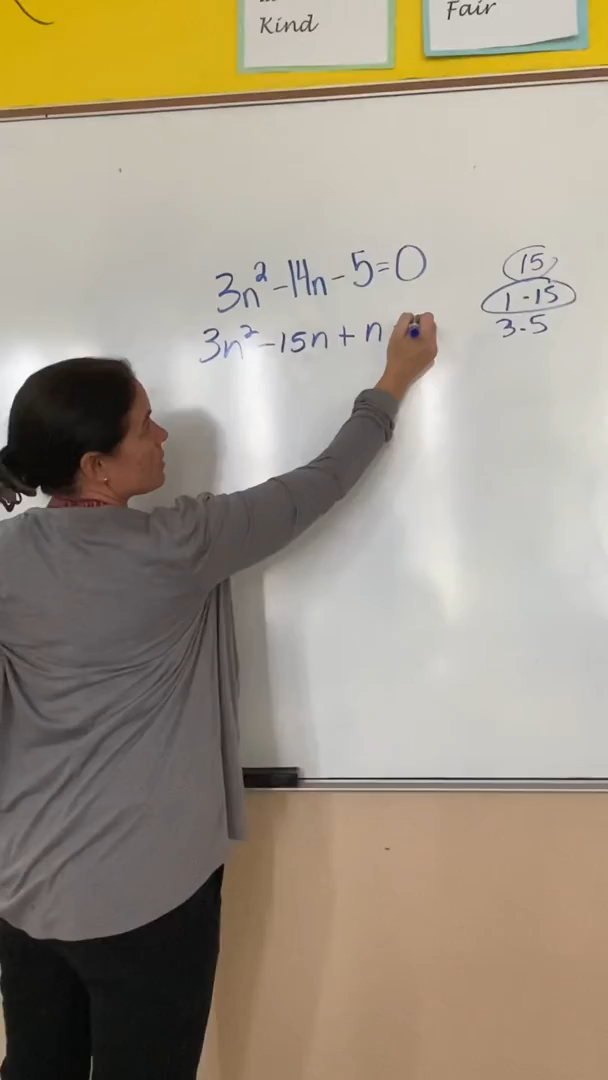 Kind
Fair
3n² - 14n - 5 = 0
15
1 - 15
3n² - 15n + n
3 - 5